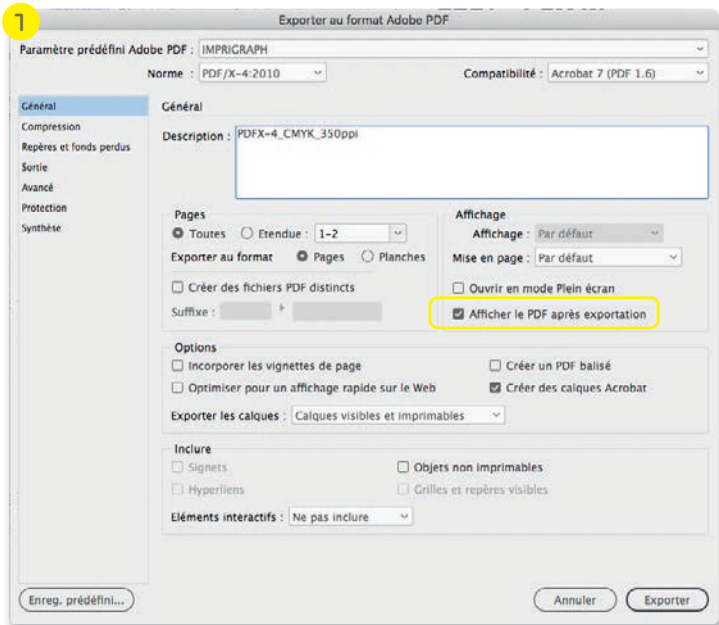 1
Exporter au format Adobe PDF
Paramètre prédéfini Adobe PDF : IMPRIGRAPH
Norme : PDF/X-4:2010 Compatibilité : Acrobat 7 (PDF 1.6)
Général
Compression
Repères et fonds perdus
Sortie
Avancé
Protection
Synthèse
Général
Description : PDFX-4_CMYK_350ppi
Pages
Toutes Etendue : 1-2
Exporter au format Pages Planches
Créer des fichiers PDF distincts
Suffixe :
Affichage
Affichage : Par défaut
Mise en page : Par défaut
Ouvrir en mode Plein écran
Afficher le PDF après exportation
Options
Incorporer les vignettes de page Créer un PDF balisé
Optimiser pour un affichage rapide sur le Web Créer des calques Acrobat
Exporter les calques : Calques visibles et imprimables
Inclure
Signets Objets non imprimables
Hyperliens Grilles et repères visibles
Eléments interactifs : Ne pas inclure
Enreg. prédéfini... Annuler Exporter